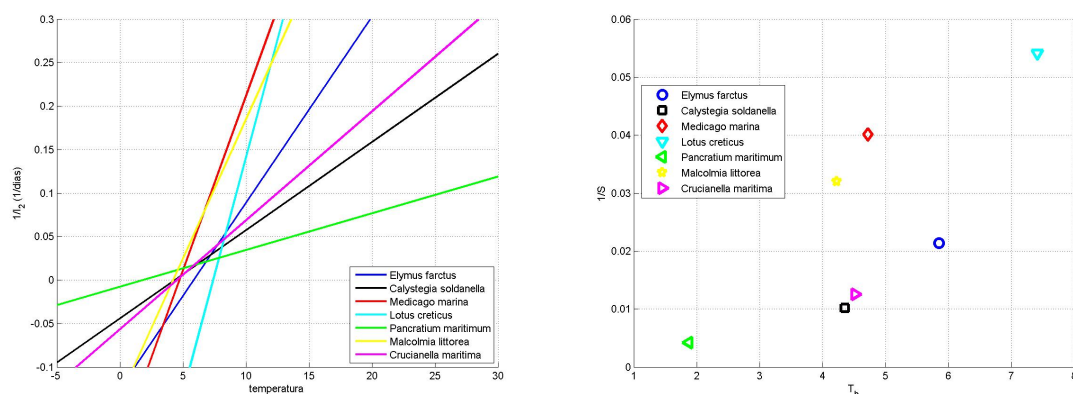 0.3
0.25
0.2
0.15
0.1
0.05
0
-0.05
-0.1
-5
0
5
10
15
20
25
30
1/I2 (1/dias)
temperatura
Elymus farctus
Calystegia soldanella
Medicago marina
Lotus creticus
Pancratium maritimum
Malcolmia littorea
Crucianella maritima
0.06
0.05
0.04
0.03
0.02
0.01
0
1
2
3
4
5
6
7
8
1/S
Tb
Elymus farctus
Calystegia soldanella
Medicago marina
Lotus creticus
Pancratium maritimum
Malcolmia littorea
Crucianella maritima